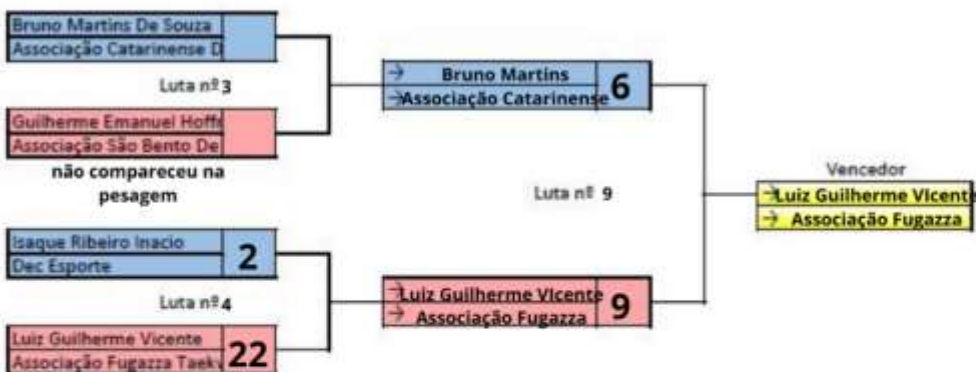 Bruno Martins De Souza
Associação Catarinense D
Luta nº 3
Guilherme Emanuel Hoff
Associação São Bento De
não compareceu na
pesagem
Isaque Ribeiro Inacio
Dec Esporte
2
Luta nº 4
Luiz Guilherme Vicente
Associação Fugazza Taekv
22
→ Bruno Martins
→ Associação Catarinense
6
Luta nº 9
→ Luiz Guilherme VIcente
→ Associação Fugazza
9
Vencedor
→ Luiz Guilherme VIcente
→ Associação Fugazza